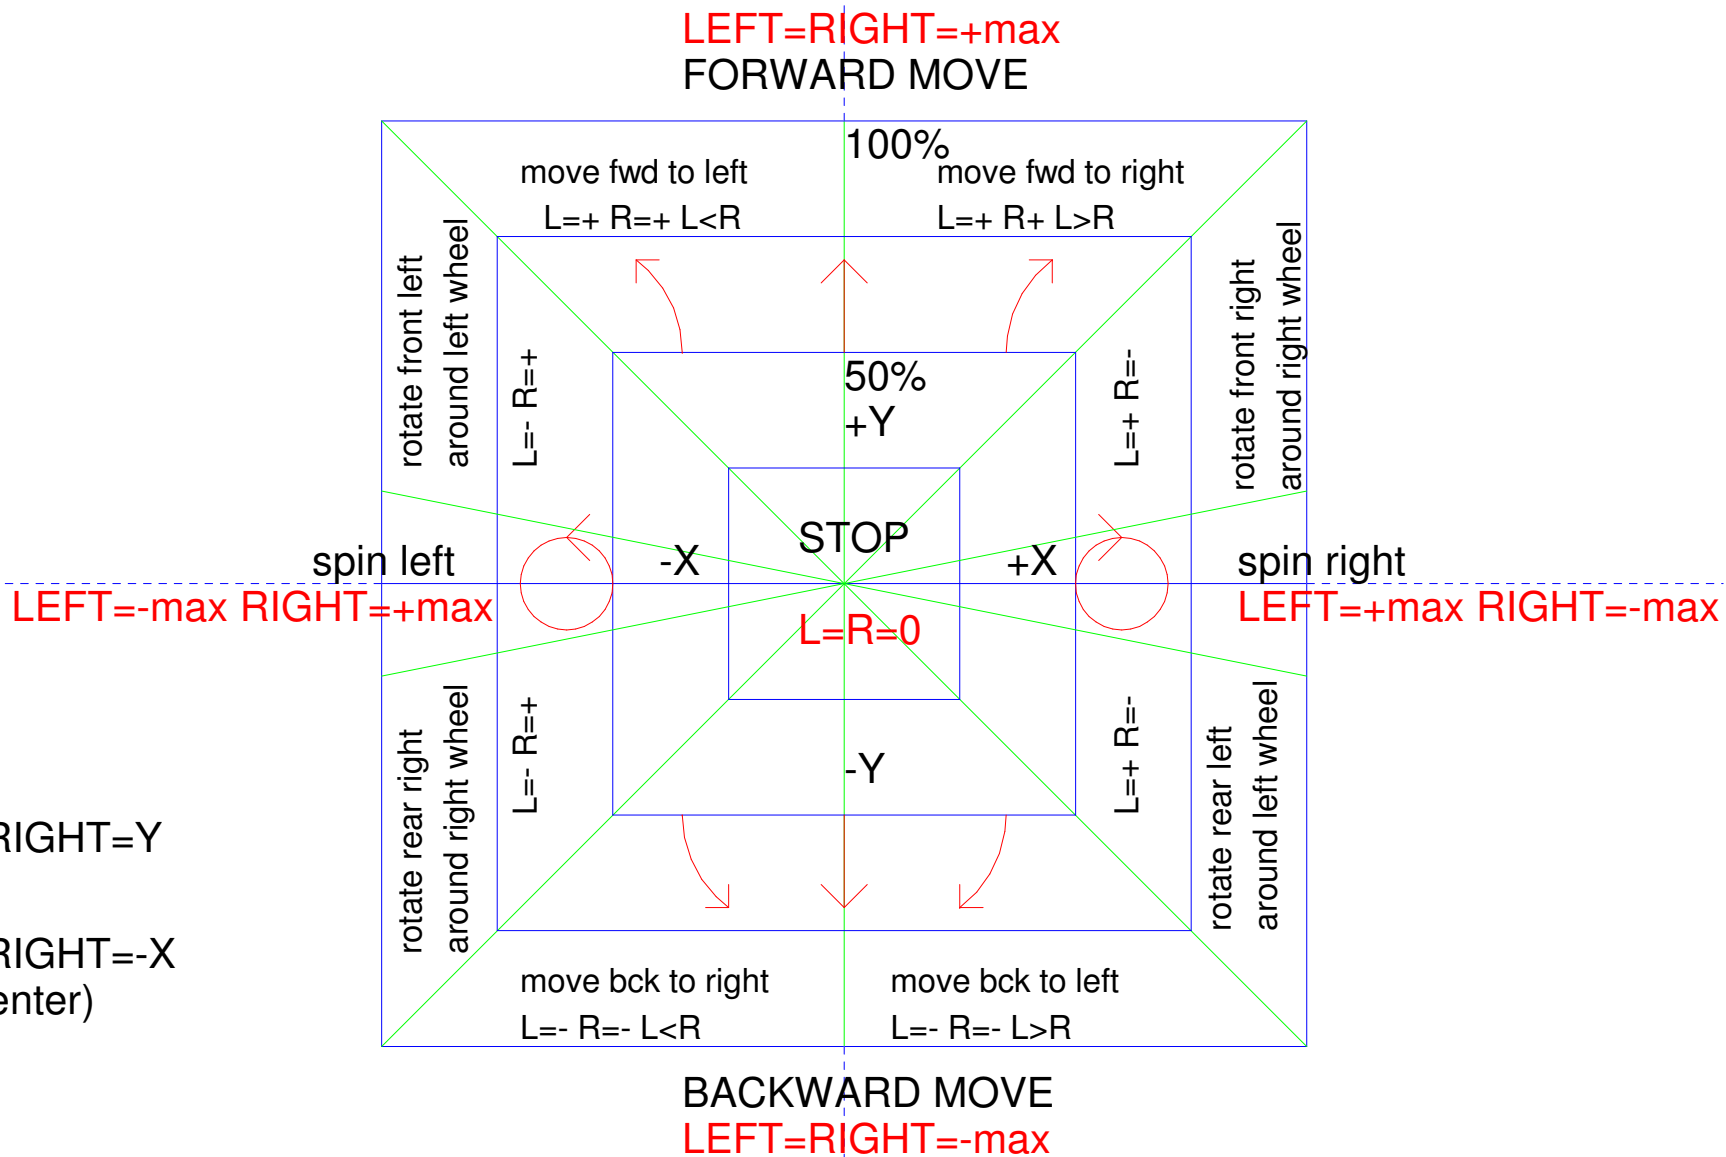 LEFT=RIGHT=+max
FORWARD MOVE
100%
move fwd to left
L=+ R=+ L<R
move fwd to right
L=+ R+ L>R
rotate front left
around left wheel
L=- R=+
50%
+Y
L=+ R=-
rotate front right
around right wheel
spin left
LEFT=-max RIGHT=+max
-X
STOP
L=R=0
+X
spin right
LEFT=+max RIGHT=-max
rotate rear right
around right wheel
L=- R=+
-Y
L=+ R=-
rotate rear left
around left wheel
RIGHT=Y
RIGHT=-X
enter)
move bck to right
L=- R=- L<R
move bck to left
L=- R=- L>R
BACKWARD MOVE
LEFT=RIGHT=-max